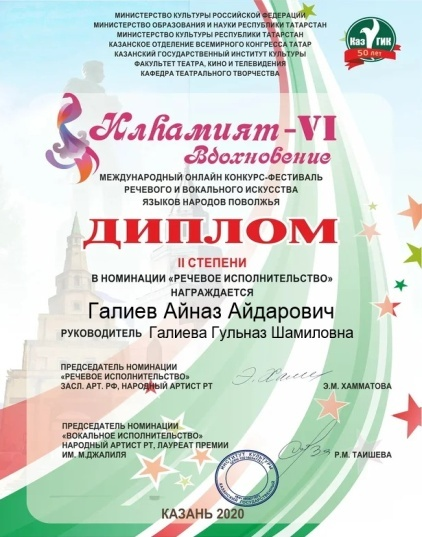 МИНИСТЕРСТВО КУЛЬТУРЫ РОССИЙСКОЙ ФЕДЕРАЦИИ
МИНИСТЕРСТВО ОБРАЗОВАНИЯ И НАУКИ РЕСПУБЛИКИ ТАТАРСТАН
МИНИСТЕРСТВО КУЛЬТУРЫ РЕСПУБЛИКИ ТАТАРСТАН
КАЗАНСКОЕ ОТДЕЛЕНИЕ ВСЕМИРНОГО КОНГРЕССА ТАТАР
КАЗАНСКИЙ ГОСУДАРСТВЕННЫЙ ИНСТИТУТ КУЛЬТУРЫ
ФАКУЛЬТЕТ ТЕАТРА, КИНО И ТЕЛЕВИДЕНИЯ
КАФЕДРА ТЕАТРАЛЬНОГО ТВОРЧЕСТВА
КазГИК
50 лет
Илһамият-VI
Вдохновение
МЕЖДУНАРОДНЫЙ ОНЛАЙН КОНКУРС-ФЕСТИВАЛЬ
РЕЧЕВОГО И ВОКАЛЬНОГО ИСКУССТВА
ЯЗЫКОВ НАРОДОВ ПОВОЛЖЬЯ
ДИПЛОМ
II СТЕПЕНИ
В НОМИНАЦИИ «РЕЧЕВОЕ ИСПОЛНИТЕЛЬСТВО»
НАГРАЖДАЕТСЯ
Галиев Айназ Айдарович
РУКОВОДИТЕЛЬ Галиева Гульназ Шамиловна
ПРЕДСЕДАТЕЛЬ НОМИНАЦИИ
«РЕЧЕВОЕ ИСПОЛНИТЕЛЬСТВО»
ЗАСЛ. АРТ. РФ, НАРОДНЫЙ АРТИСТ РТ
Э.М. ХАММАТОВА
ПРЕДСЕДАТЕЛЬ НОМИНАЦИИ
«ВОКАЛЬНОЕ ИСПОЛНИТЕЛЬСТВО»
НАРОДНЫЙ АРТИСТ РТ, ЛАУРЕАТ ПРЕМИИ
ИМ. М.ДЖАЛИЛЯ
Р.М. ТАИШЕВА
КАЗАНЬ 2020